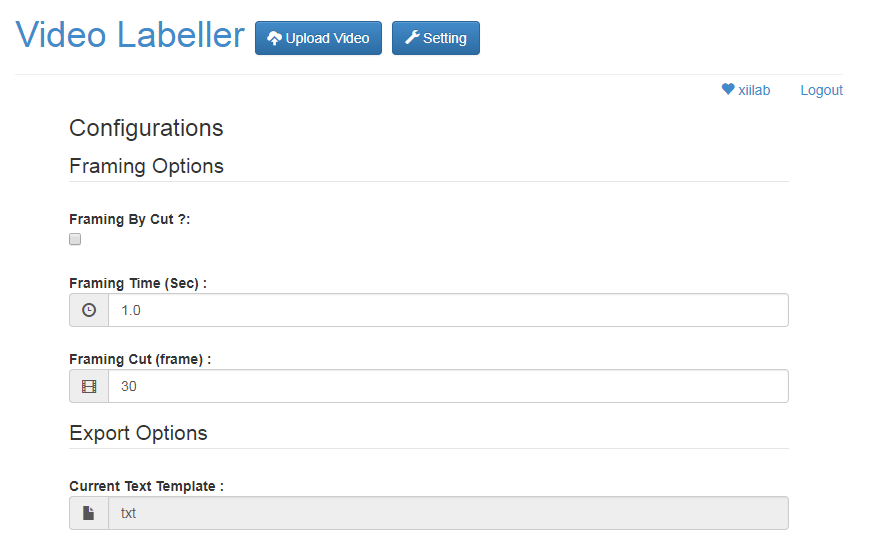 Video Labeller Upload Video Setting
xiilab Logout
Configurations
Framing Options
Framing By Cut ?:
Framing Time (Sec) :
1.0
Framing Cut (frame) :
30
Export Options
Current Text Template :
txt